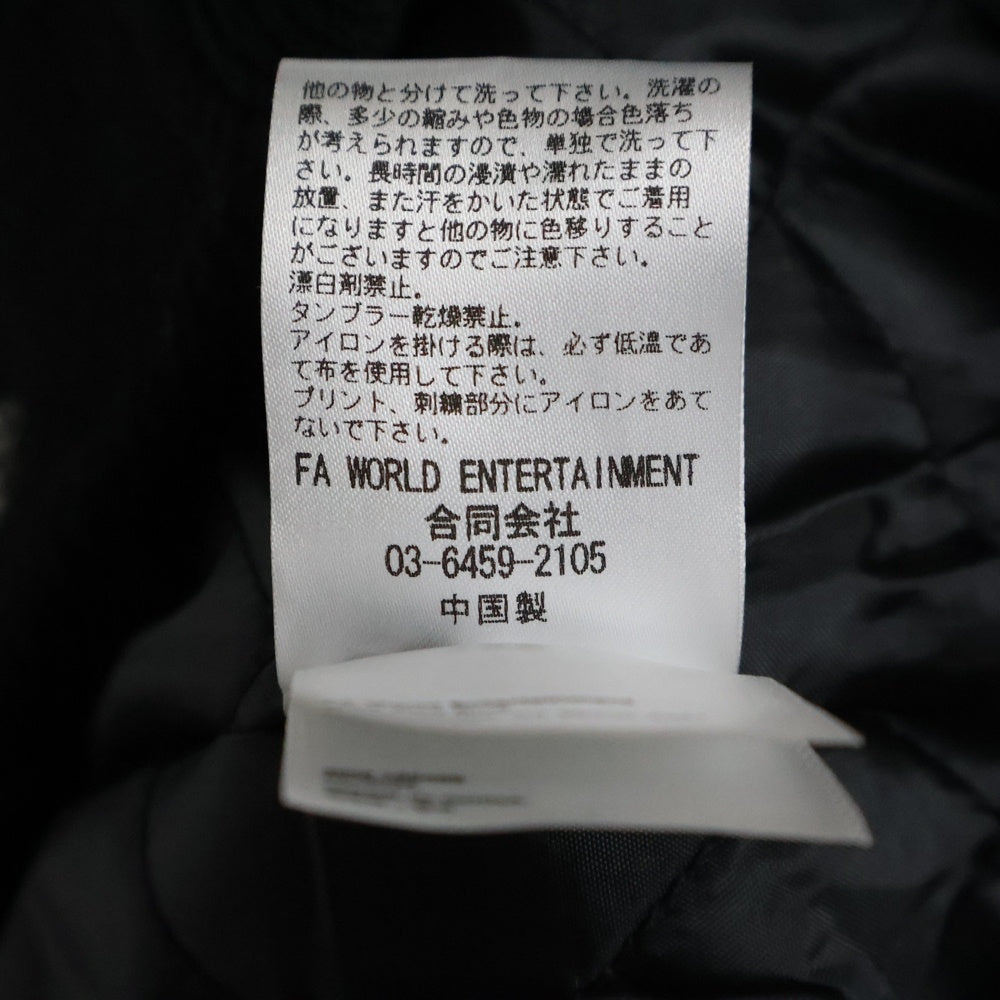 他の物と分けて洗って下さい。洗濯の
際、多少の縮みや色物の場合色落ち
が考えられますので、単独で洗って下
さい。長時間の浸漬や濡れたままの
放置、また汗をかいた状態でご着用
になりますと他の物に色移りすること
がございますのでご注意下さい。
漂白剤禁止。
タンブラー乾燥禁止。
アイロンを掛ける際は、必ず低温であ
て布を使用して下さい。
プリント、刺繍部分にアイロンをあて
ないで下さい。
FA WORLD ENTERTAINMENT
合同会社
03-6459-2105
中国製